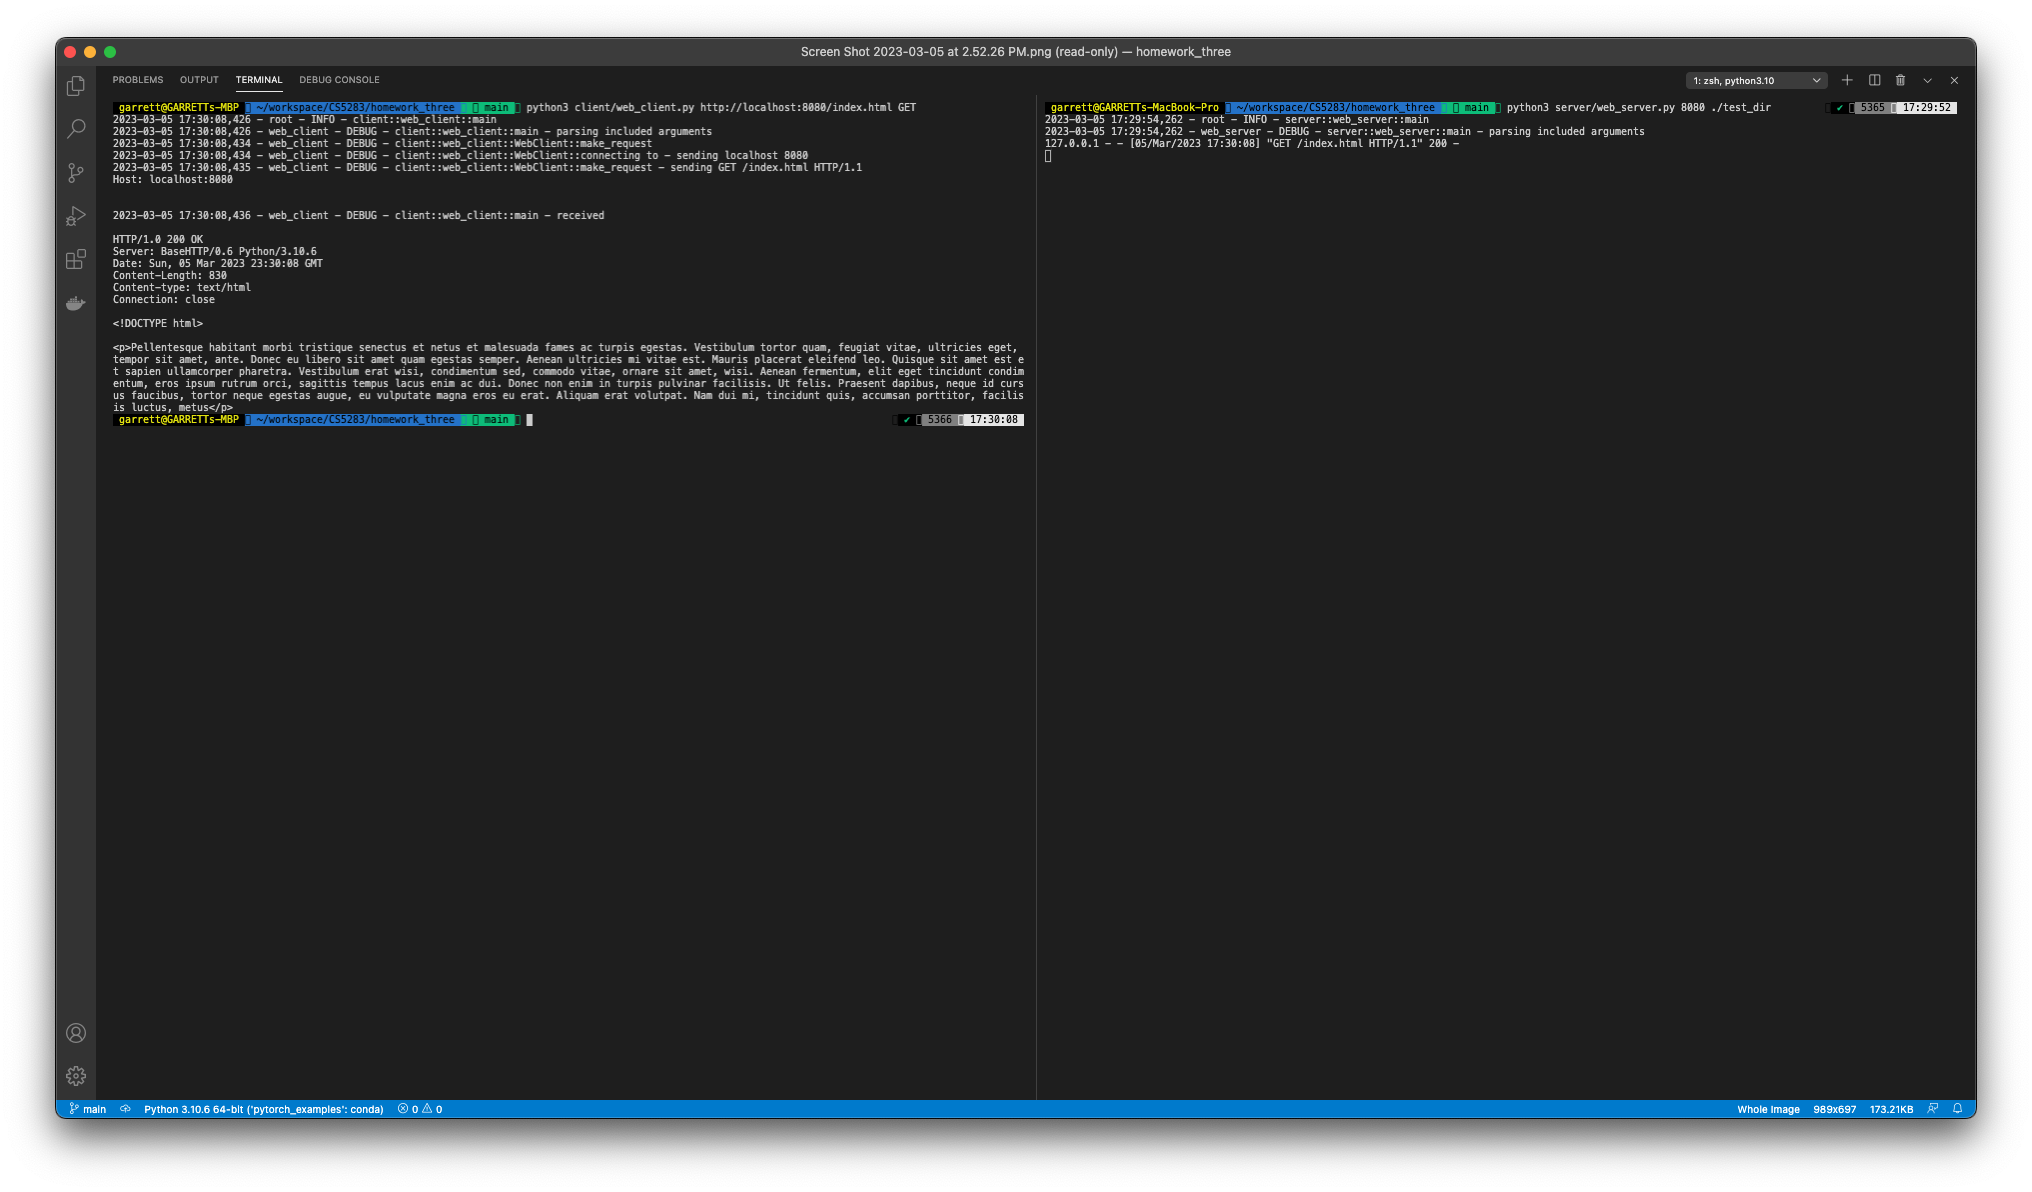 Screen Shot 2023-03-05 at 2.52.26 PM.png (read-only) — homework_three
PROBLEMS OUTPUT TERMINAL DEBUG CONSOLE
1: zsh, python3.10
garrett@GARRETTs-MBP ~/workspace/CS5283/homework_three main python3 client/web_client.py http://localhost:8080/index.html GET
2023-03-05 17:30:08,426 - root - INFO - client::web_client::main
2023-03-05 17:30:08,426 - web_client - DEBUG - client::web_client::main - parsing included arguments
2023-03-05 17:30:08,434 - web_client - DEBUG - client::web_client::WebClient::make_request
2023-03-05 17:30:08,434 - web_client - DEBUG - client::web_client::WebClient::connecting to - sending localhost 8080
2023-03-05 17:30:08,435 - web_client - DEBUG - client::web_client::WebClient::make_request - sending GET /index.html HTTP/1.1
Host: localhost:8080
2023-03-05 17:30:08,436 - web_client - DEBUG - client::web_client::main - received
HTTP/1.0 200 OK
Server: BaseHTTP/0.6 Python/3.10.6
Date: Sun, 05 Mar 2023 23:30:08 GMT
Content-Length: 830
Content-type: text/html
Connection: close
<!DOCTYPE html>
<p>Pellentesque habitant morbi tristique senectus et netus et malesuada fames ac turpis egestas. Vestibulum tortor quam, feugiat vitae, ultricies eget,
tempor sit amet, ante. Donec eu libero sit amet quam egestas semper. Aenean ultricies mi vitae est. Mauris placerat eleifend leo. Quisque sit amet est e
t sapien ullamcorper pharetra. Vestibulum erat wisi, condimentum sed, commodo vitae, ornare sit amet, wisi. Aenean fermentum, elit eget tincidunt condim
entum, eros ipsum rutrum orci, sagittis tempus lacus enim ac dui. Donec non enim in turpis pulvinar facilisis. Ut felis. Praesent dapibus, neque id curs
us faucibus, tortor neque egestas augue, eu vulputate magna eros eu erat. Aliquam erat volutpat. Nam dui mi, tincidunt quis, accumsan porttitor, facilis
is luctus, metus</p>
garrett@GARRETTs-MBP ~/workspace/CS5283/homework_three main ✔ 5366 17:30:08
garrett@GARRETTs-MacBook-Pro ~/workspace/CS5283/homework_three main python3 server/web_server.py 8080 ./test_dir ✔ 5365 17:29:52
2023-03-05 17:29:54,262 - root - INFO - server::web_server::main
2023-03-05 17:29:54,262 - web_server - DEBUG - server::web_server::main - parsing included arguments
127.0.0.1 - - [05/Mar/2023 17:30:08] "GET /index.html HTTP/1.1" 200 -
main Python 3.10.6 64-bit ('pytorch_examples': conda) 0 0 Whole Image 989x697 173.21KB